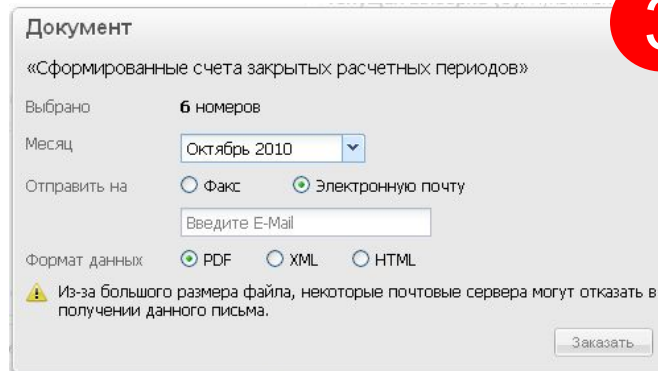 Документ
3
«Сформированные счета закрытых расчетных периодов»
Выбрано 6 номеров
Месяц Октябрь 2010
Отправить на Факс Электронную почту
Введите E-Mail
Формат данных PDF XML HTML
Из-за большого размера файла, некоторые почтовые сервера могут отказать в
получении данного письма.
Заказать